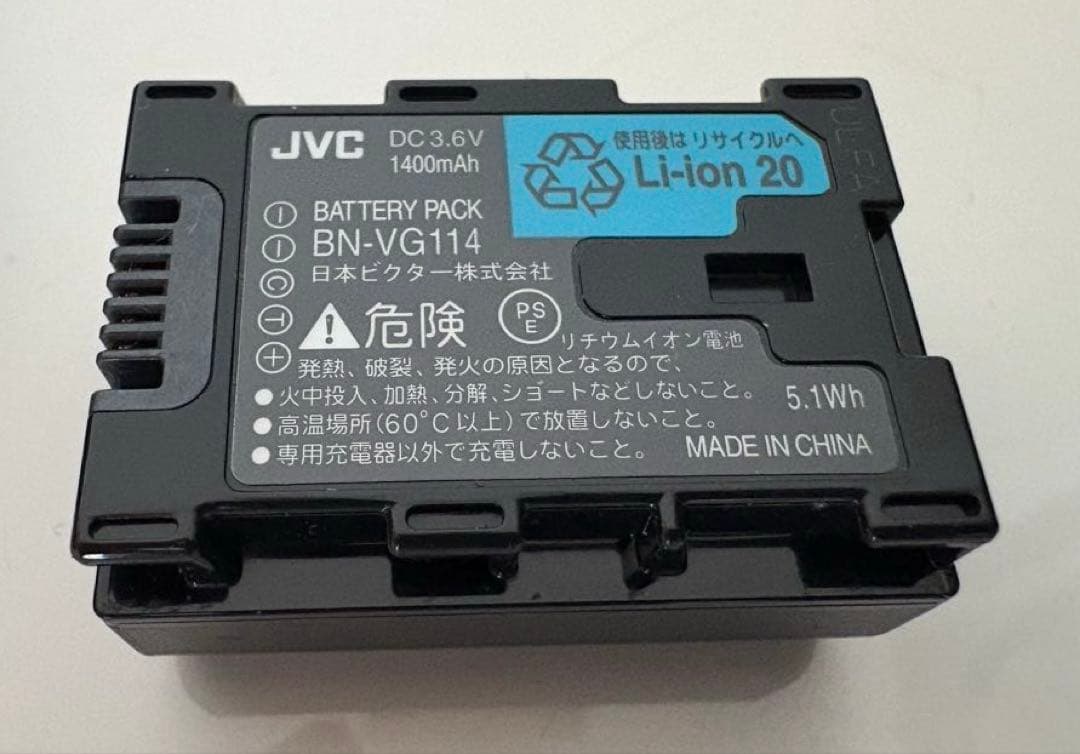 JVC DC 3.6V
1400mAh
使用後は リサイクルへ
Li-ion 20
BATTERY PACK
BN-VG114
日本ビクター株式会社
危険
PS
E
リチウムイオン電池
発熱、破裂、発火の原因となるので、
●火中投入、加熱、分解、ショートなどしないこと。
●高温場所(60°C以上)で放置しないこと。
●専用充電器以外で充電しないこと。
5.1Wh
MADE IN CHINA
C
T
+